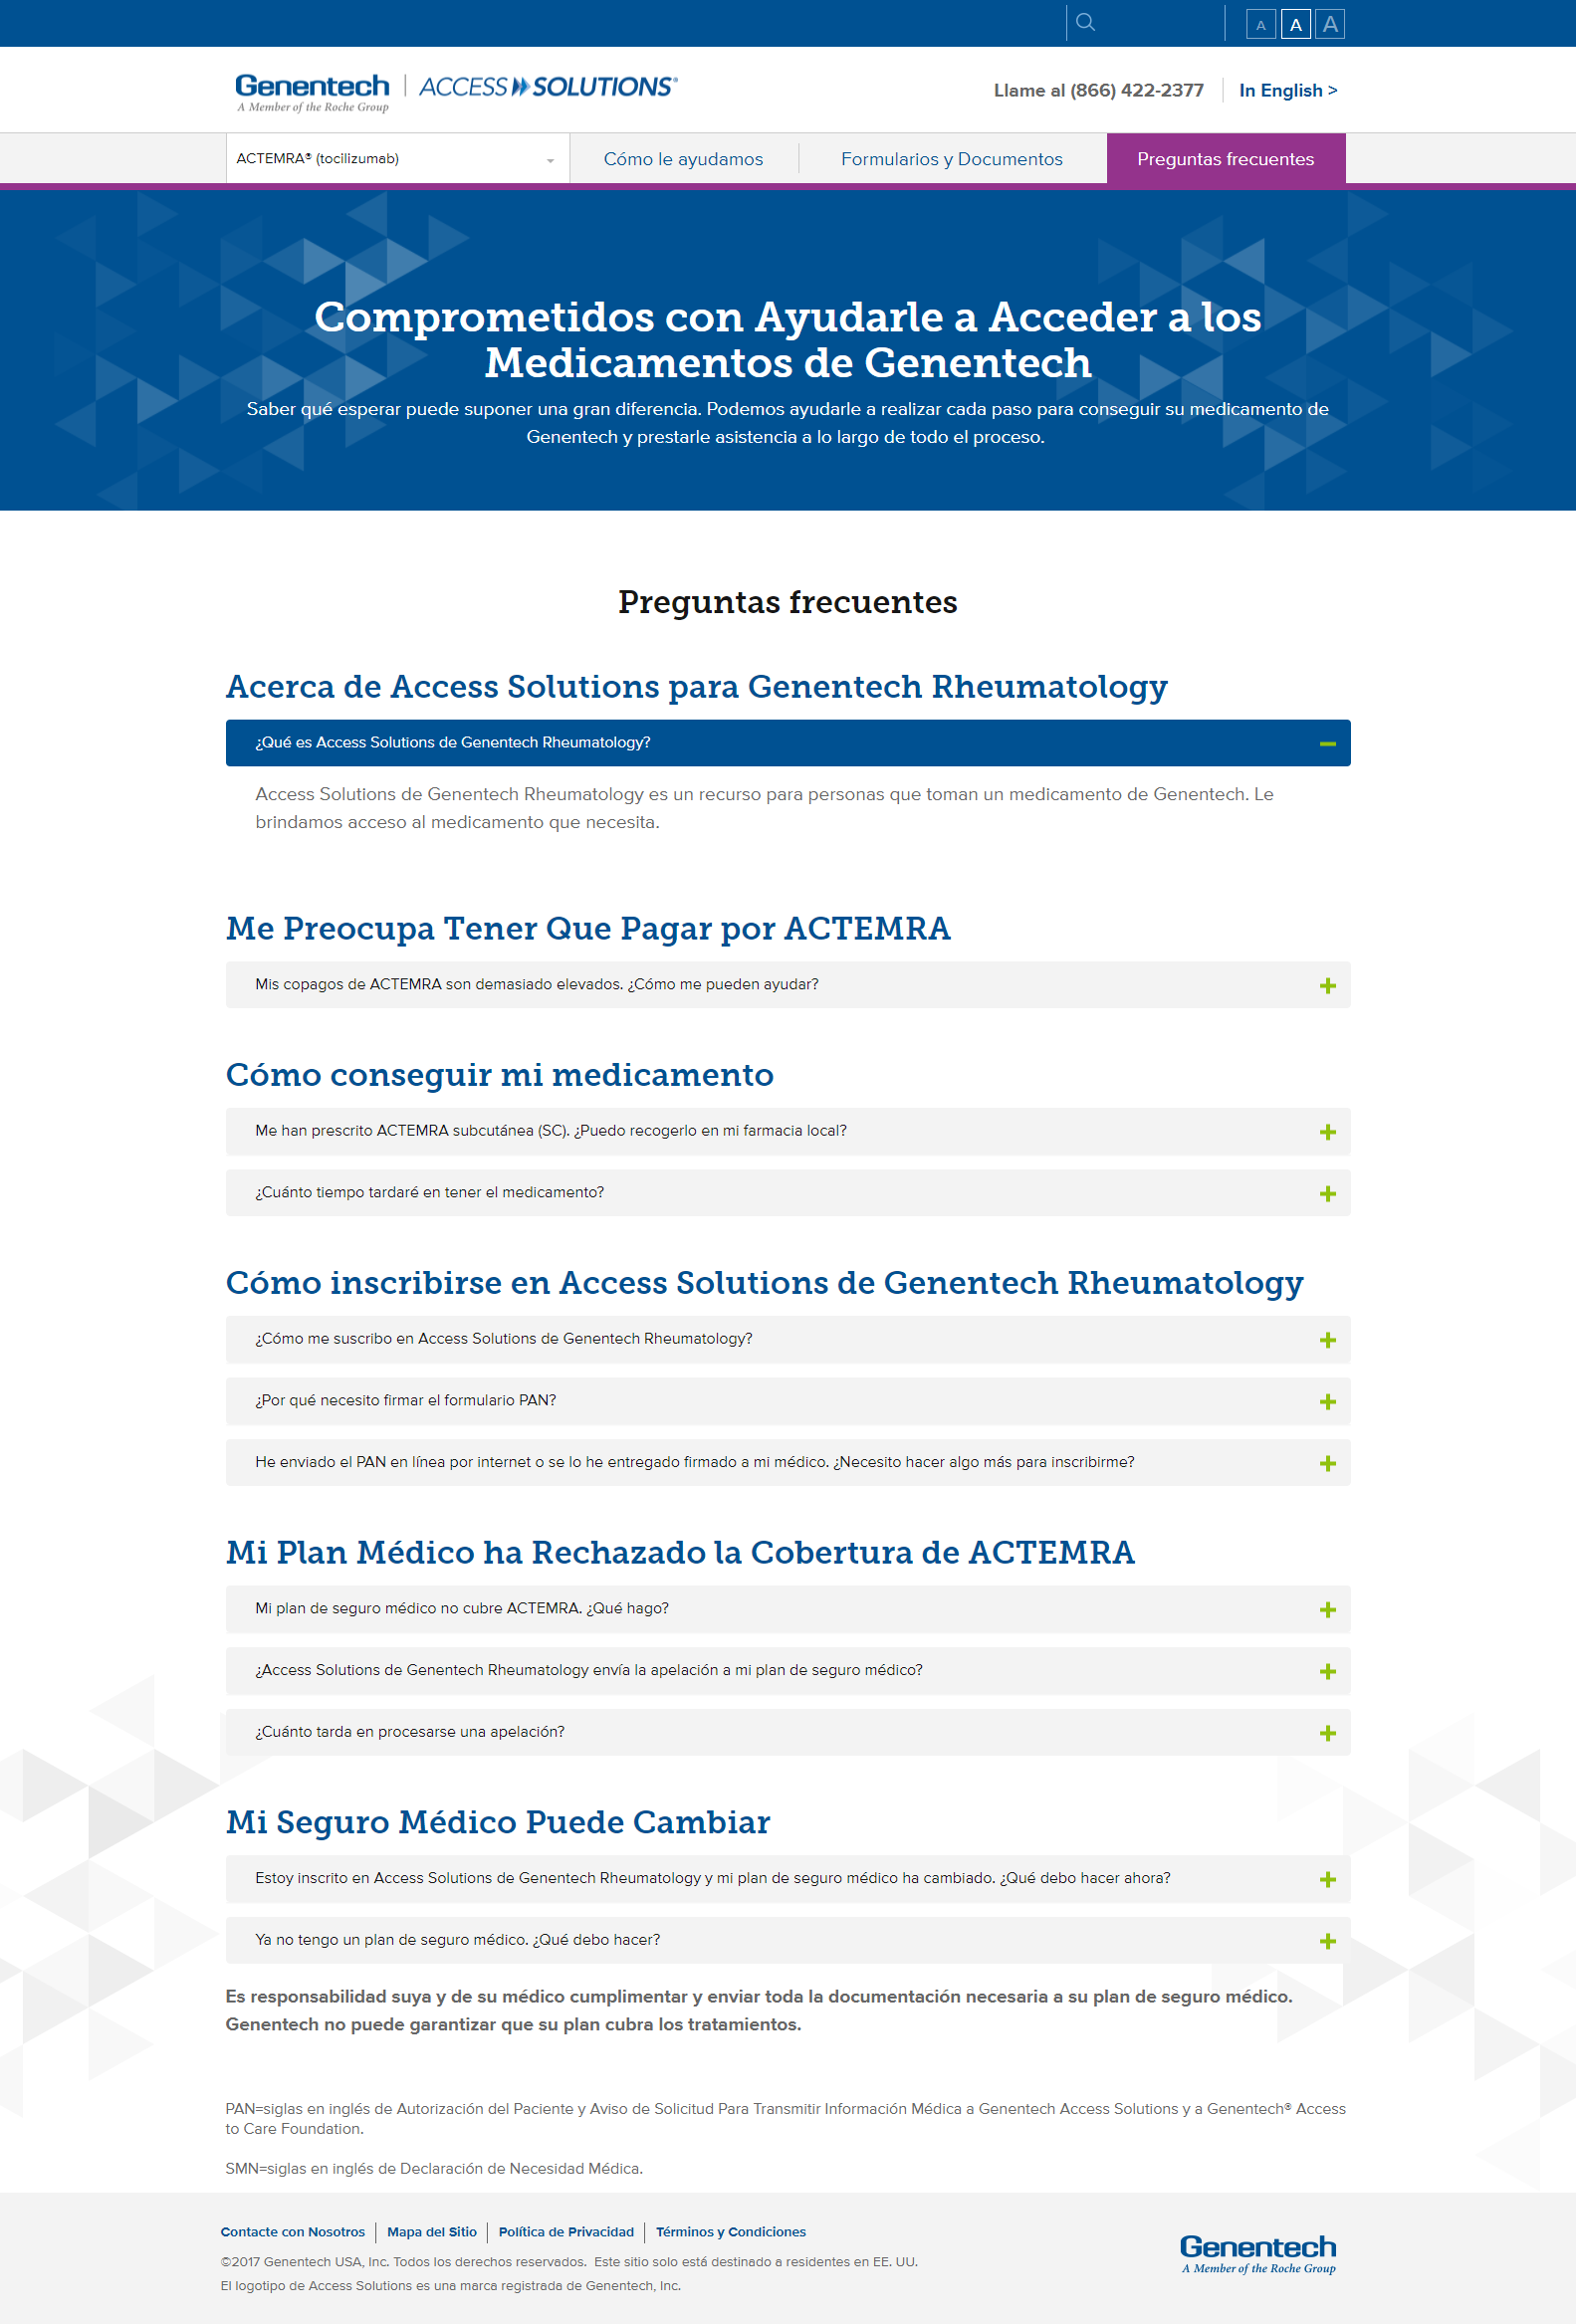 A A A
Genentech ACCESS SOLUTIONS®
A Member of the Roche Group
Llame al (866) 422-2377 In English >
ACTEMRA® (tocilizumab) Cómo le ayudamos Formularios y Documentos Preguntas frecuentes
Comprometidos con Ayudarle a Acceder a los
Medicamentos de Genentech
Saber qué esperar puede suponer una gran diferencia. Podemos ayudarle a realizar cada paso para conseguir su medicamento de
Genentech y prestarle asistencia a lo largo de todo el proceso.
Preguntas frecuentes
Acerca de Access Solutions para Genentech Rheumatology
¿Qué es Access Solutions de Genentech Rheumatology?
Access Solutions de Genentech Rheumatology es un recurso para personas que toman un medicamento de Genentech. Le
brindamos acceso al medicamento que necesita.
Me Preocupa Tener Que Pagar por ACTEMRA
Mis copagos de ACTEMRA son demasiado elevados. ¿Cómo me pueden ayudar?
Cómo conseguir mi medicamento
Me han prescrito ACTEMRA subcutánea (SC). ¿Puedo recogerlo en mi farmacia local?
¿Cuánto tiempo tardaré en tener el medicamento?
Cómo inscribirse en Access Solutions de Genentech Rheumatology
¿Cómo me suscribo en Access Solutions de Genentech Rheumatology?
¿Por qué necesito firmar el formulario PAN?
He enviado el PAN en línea por internet o se lo he entregado firmado a mi médico. ¿Necesito hacer algo más para inscribirme?
Mi Plan Médico ha Rechazado la Cobertura de ACTEMRA
Mi plan de seguro médico no cubre ACTEMRA. ¿Qué hago?
¿Access Solutions de Genentech Rheumatology envía la apelación a mi plan de seguro médico?
¿Cuánto tarda en procesarse una apelación?
Mi Seguro Médico Puede Cambiar
Estoy inscrito en Access Solutions de Genentech Rheumatology y mi plan de seguro médico ha cambiado. ¿Qué debo hacer ahora?
Ya no tengo un plan de seguro médico. ¿Qué debo hacer?
Es responsabilidad suya y de su médico cumplimentar y enviar toda la documentación necesaria a su plan de seguro médico.
Genentech no puede garantizar que su plan cubra los tratamientos.
PAN=siglas en inglés de Autorización del Paciente y Aviso de Solicitud Para Transmitir Información Médica a Genentech Access Solutions y a Genentech® Access
to Care Foundation.
SMN=siglas en inglés de Declaración de Necesidad Médica.
Contacte con Nosotros Mapa del Sitio Política de Privacidad Términos y Condiciones
©2017 Genentech USA, Inc. Todos los derechos reservados. Este sitio solo está destinado a residentes en EE. UU.
El logotipo de Access Solutions es una marca registrada de Genentech, Inc.
Genentech
A Member of the Roche Group